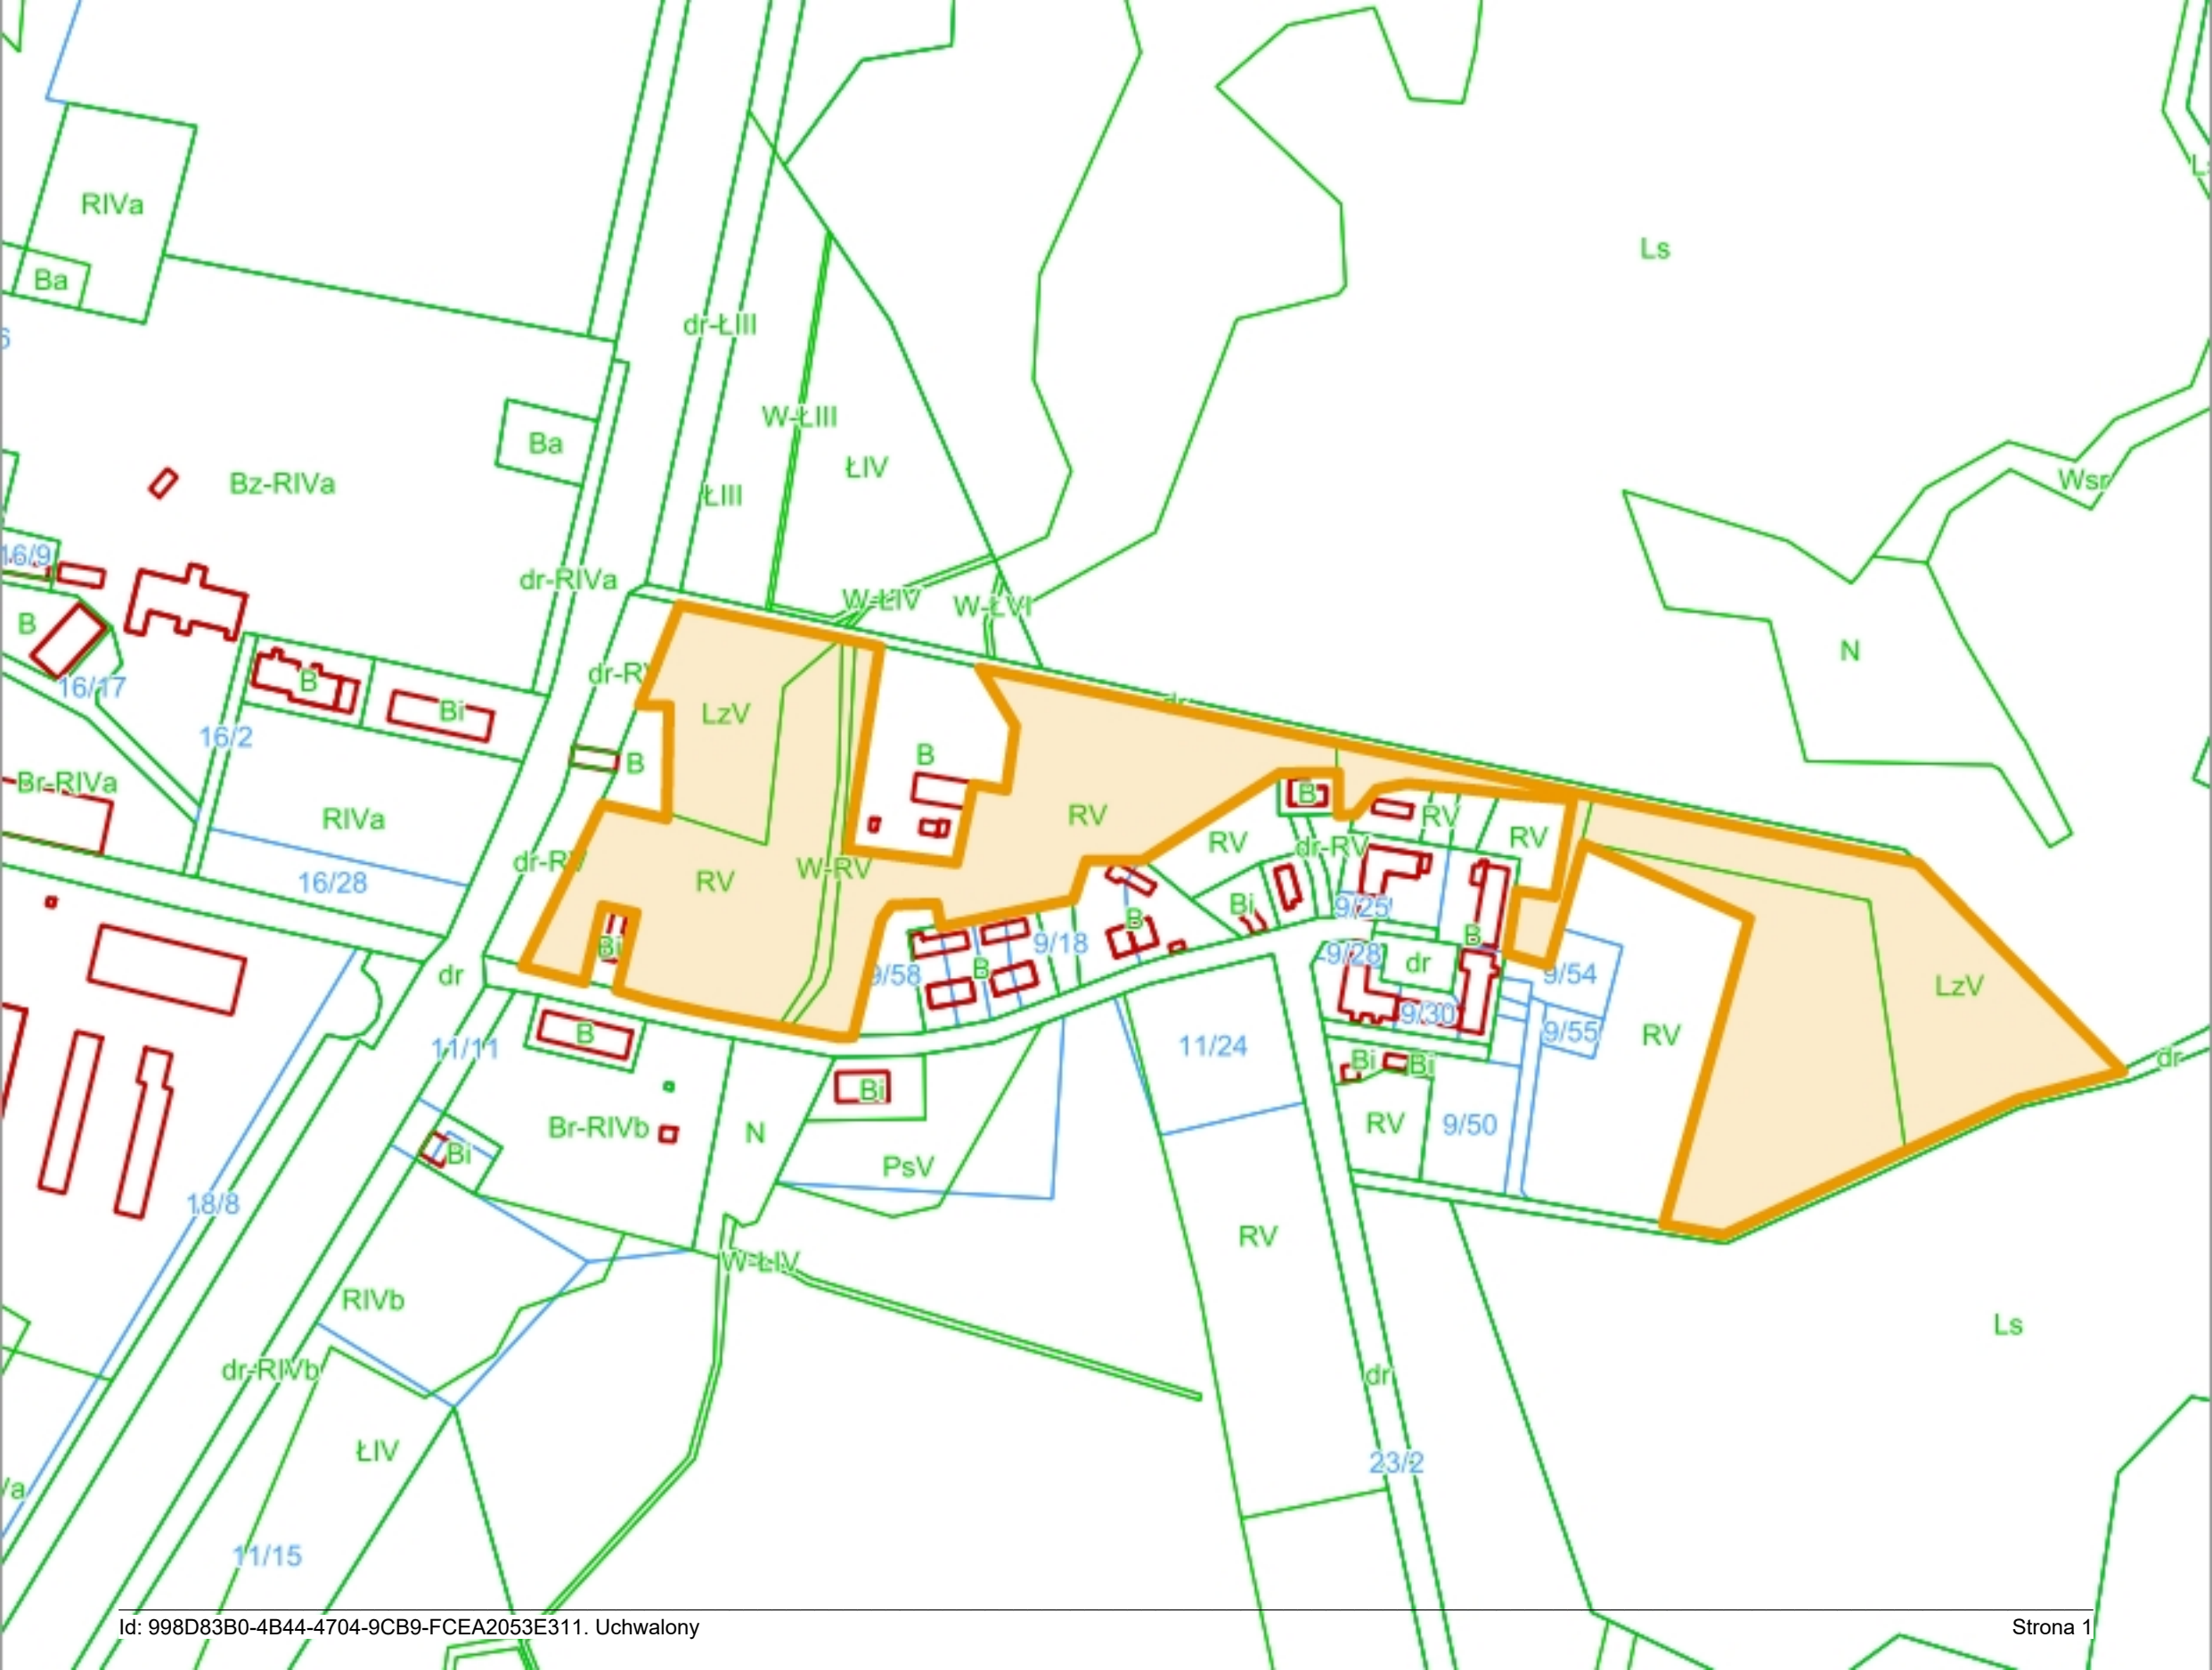 Ls
RIVa
Ba
dr-ŁIII
W-ŁIII
Ba
ŁIV
Bz-RIVa
Wsr
ŁIII
16/9
dr-RIVa
W-ŁIV
W-ŁVI
B
N
16/17
B
dr-RV
Bi
LzV
dr
16/2
B
B
Br-RIVa
B
RIVa
RV
RV
RV
RV
dr-RV
dr-RV
W-RV
16/28
RV
Bi
9/25
B
B
Bi
9/18
9/28
dr
9/54
dr
9/58
B
LzV
9/30
9/55
B
11/11
11/24
RV
Bi
Bi
dr
Bi
RV
9/50
Br-RIVb
N
Bi
PsV
18/8
RV
W-ŁIV
RIVb
Ls
dr-RIVb
dr
ŁIV
23/2
11/15
Id: 998D83B0-4B44-4704-9CB9-FCEA2053E311. Uchwalony
Strona 1